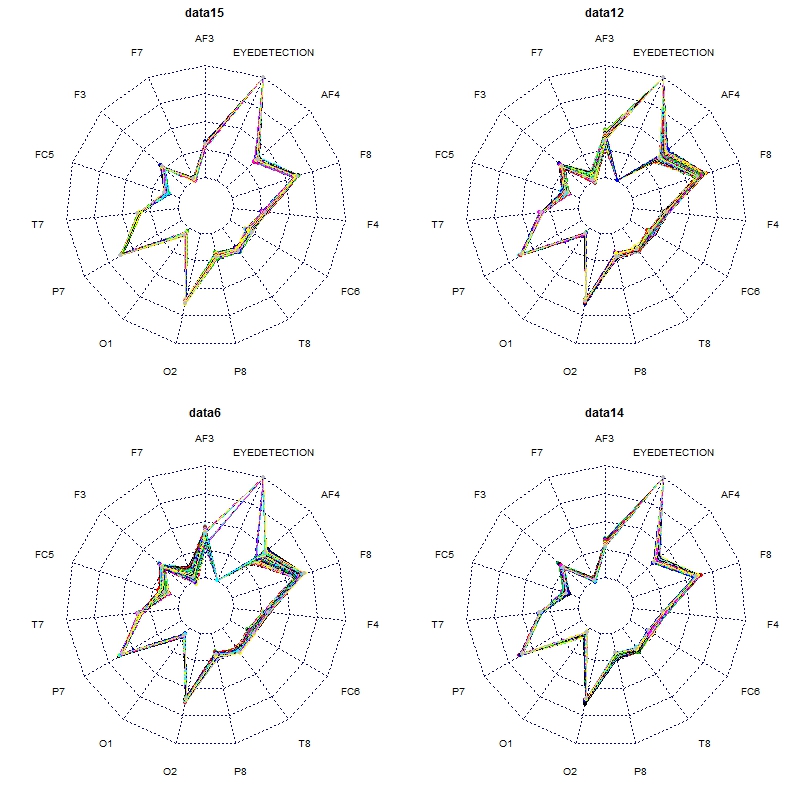 data15
AF3
F7 EYEDETECTION
F3 AF4
FC5 F8
T7 F4
P7 FC6
O1 T8
O2 P8
data12
AF3
F7 EYEDETECTION
F3 AF4
FC5 F8
T7 F4
P7 FC6
O1 T8
O2 P8
data6
AF3
F7 EYEDETECTION
F3 AF4
FC5 F8
T7 F4
P7 FC6
O1 T8
O2 P8
data14
AF3
F7 EYEDETECTION
F3 AF4
FC5 F8
T7 F4
P7 FC6
O1 T8
O2 P8